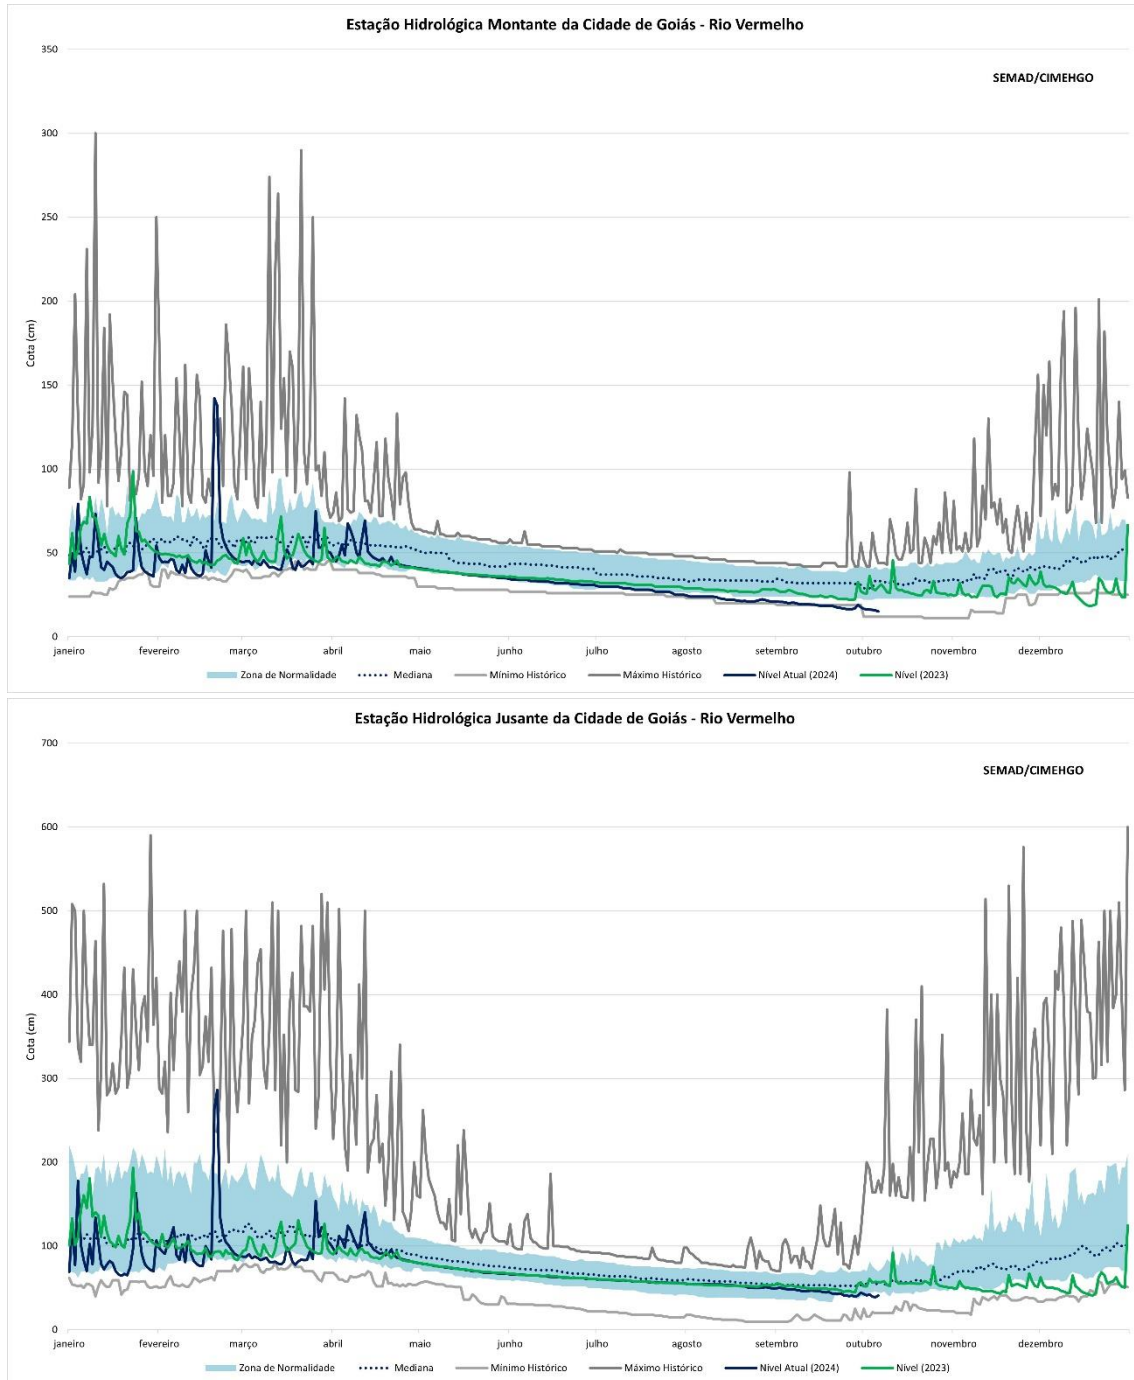 Estação Hidrológica Montante da Cidade de Goiás - Rio Vermelho
SEMAD/CIMEHGO
Cota (cm)
350
300
250
200
150
100
50
0
janeiro fevereiro março abril maio junho julho agosto setembro outubro novembro dezembro
Zona de Normalidade Mediana Mínimo Histórico Máximo Histórico Nível Atual (2024) Nível (2023)
Estação Hidrológica Jusante da Cidade de Goiás - Rio Vermelho
SEMAD/CIMEHGO
Cota (cm)
700
600
500
400
300
200
100
0
janeiro fevereiro março abril maio junho julho agosto setembro outubro novembro dezembro
Zona de Normalidade Mediana Mínimo Histórico Máximo Histórico Nível Atual (2024) Nível (2023)